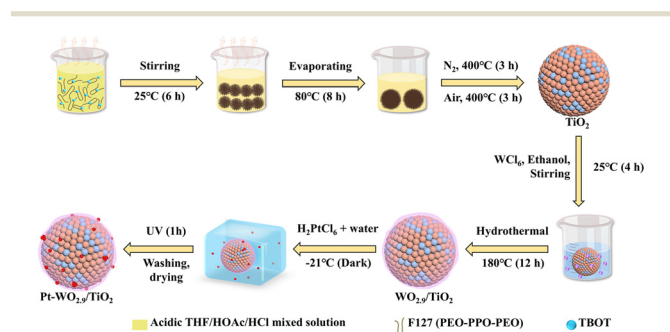 Stirring
25℃ (6 h)
Evaporating
80℃ (8 h)
N₂, 400℃ (3 h)
Air, 400℃ (3 h)
TiO₂
WCl₆, Ethanol,
Stirring
25℃ (4 h)
Hydrothermal
180℃ (12 h)
WO₂.₉/TiO₂
H₂PtCl₆ + water
-21℃ (Dark)
UV (1h)
Washing,
drying
Pt-WO₂.₉/TiO₂
Acidic THF/HOAc/HCl mixed solution
F127 (PEO-PPO-PEO)
TBOT